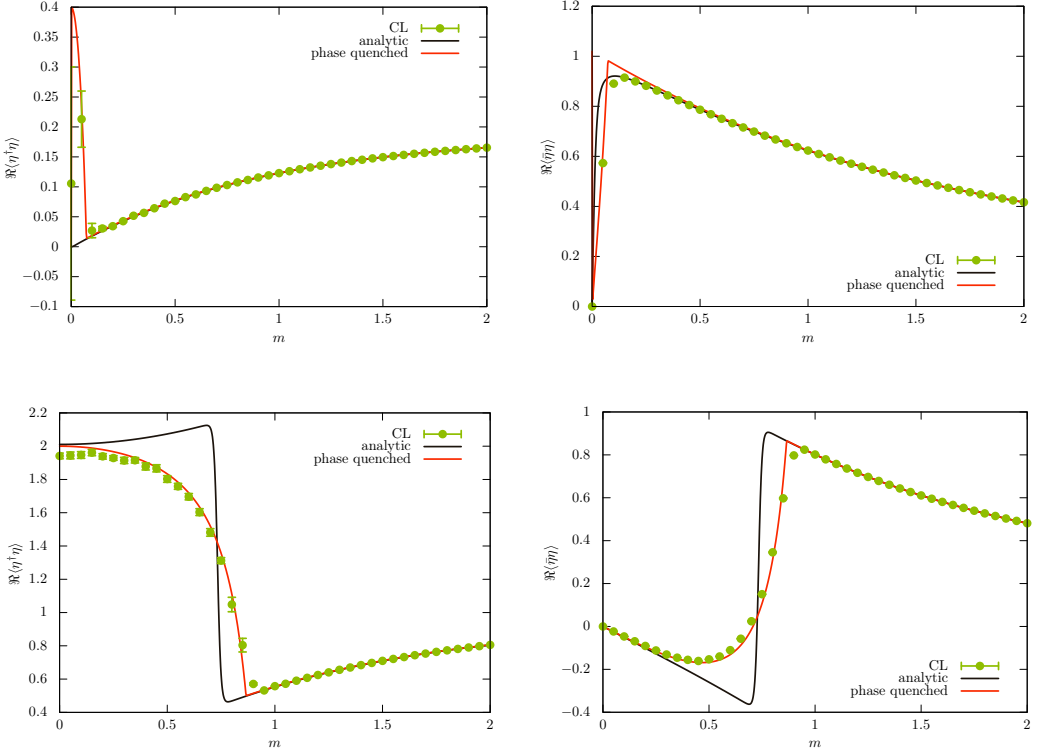 0.4
0.35
0.3
0.25
0.2
0.15
0.1
0.05
0
−0.05
−0.1
ℜ⟨η†η⟩
CL
analytic
phase quenched
0 0.5 1 1.5 2
m
1.2
1
0.8
0.6
0.4
0.2
0
ℜ⟨η̄η⟩
CL
analytic
phase quenched
0 0.5 1 1.5 2
m
2.2
2
1.8
1.6
1.4
1.2
1
0.8
0.6
0.4
ℜ⟨η†η⟩
CL
analytic
phase quenched
0 0.5 1 1.5 2
m
1
0.8
0.6
0.4
0.2
0
−0.2
−0.4
ℜ⟨η̄η⟩
CL
analytic
phase quenched
0 0.5 1 1.5 2
m